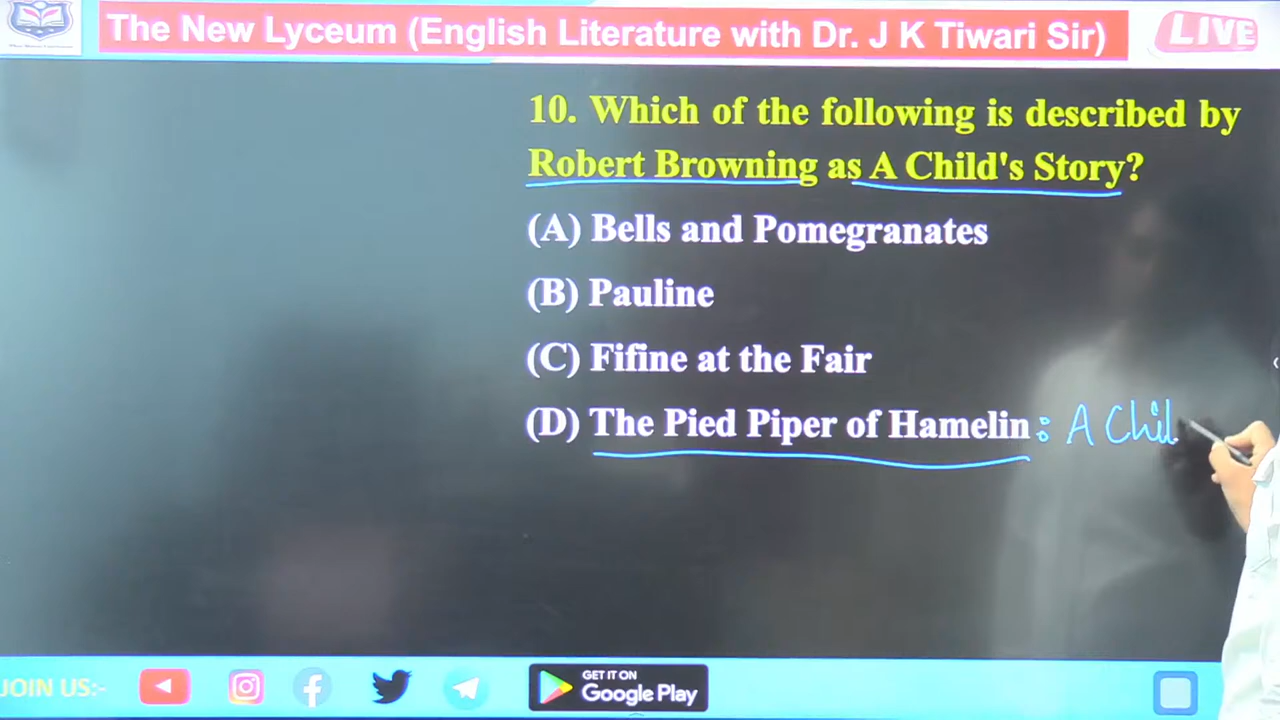 The New Lyceum (English Literature with Dr. J K Tiwari Sir)
LIVE
10. Which of the following is described by
Robert Browning as A Child's Story?
(A) Bells and Pomegranates
(B) Pauline
(C) Fifine at the Fair
(D) The Pied Piper of Hamelin : A Chil
JOIN US:-
GET IT ON
Google Play